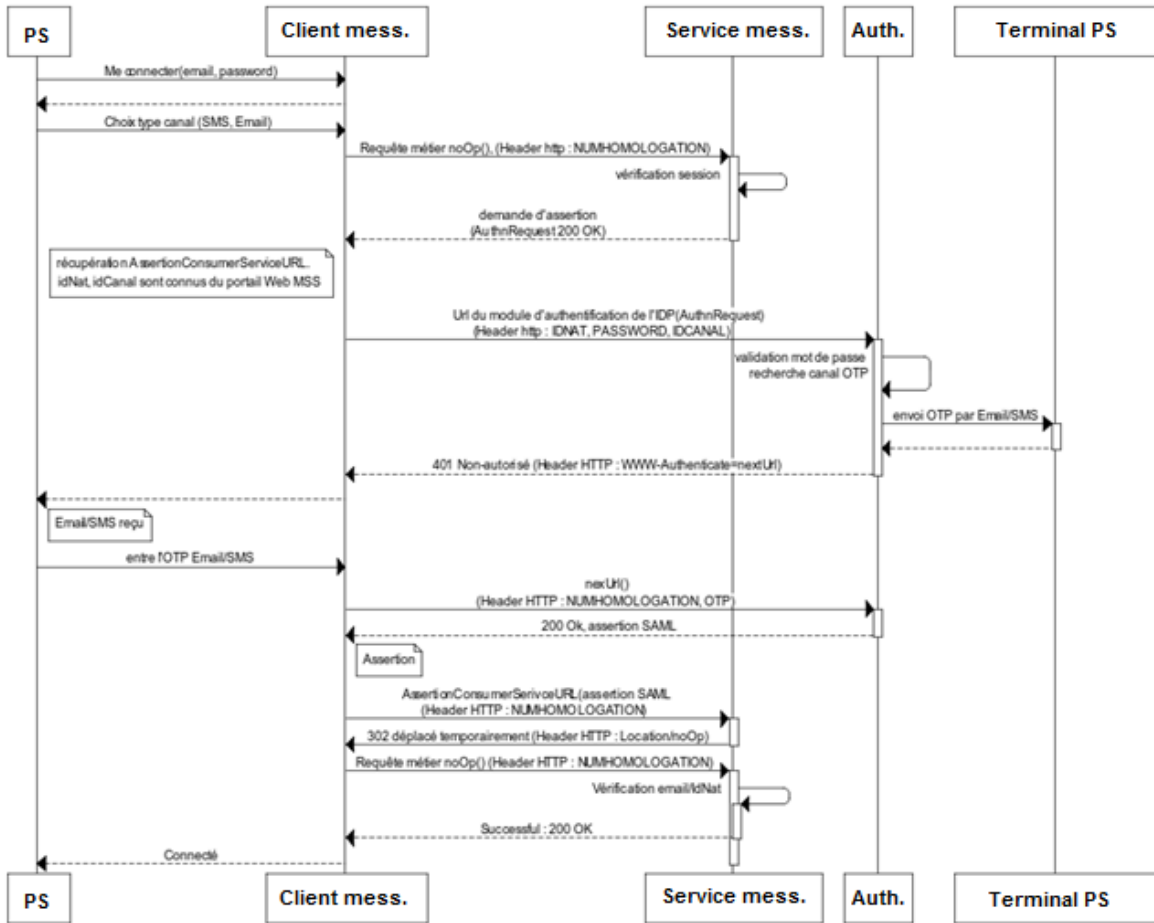 PS
Client mess.
Service mess.
Auth.
Terminal PS
Me connecter(email, password)
Choix type canal (SMS, Email)
Requête métier noOp(), (Header http : NUMHOMOLOGATION)
vérification session
demande d'assertion
(AuthnRequest 200 OK)
récupération AssertionConsumerServiceURL.
idNat, idCanal sont connus du portail Web MSS
Url du module d'authentification de l'IDP(AuthnRequest)
(Header http : IDNAT, PASSWORD, IDCANAL)
validation mot de passe
recherche canal OTP
envoi OTP par Email/SMS
401 Non-autorisé (Header HTTP : WWW-Authenticate=nextUrl)
Email/SMS reçu
entre l'OTP Email/SMS
nexUrl()
(Header HTTP : NUMHOMOLOGATION, OTP)
200 Ok, assertion SAML
Assertion
AssertionConsumerSerivceURL(assertion SAML
(Header HTTP : NUMHOMOLOGATION)
302 déplacé temporairement (Header HTTP : Location/noOp)
Requête métier noOp() (Header HTTP : NUMHOMOLOGATION)
Vérification email/IdNat
Successful : 200 OK
Connecté
PS
Client mess.
Service mess.
Auth.
Terminal PS